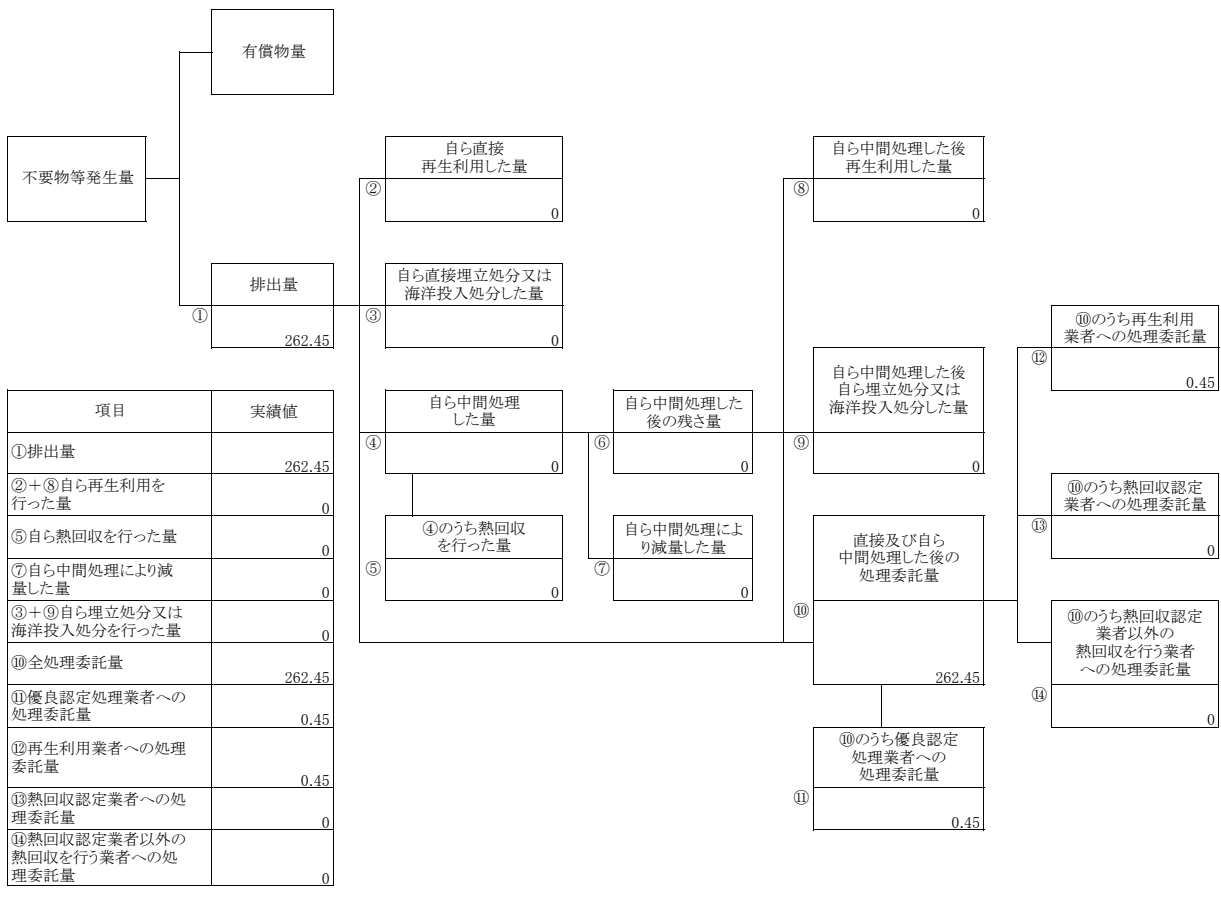 有償物量
不要物等発生量
自ら直接
再生利用した量
②
0
自ら中間処理した後
再生利用した量
⑧
0
排出量
①
262.45
自ら直接埋立処分又は
海洋投入処分した量
③
0
自ら中間処理
した量
④
0
自ら中間処理した
後の残さ量
⑥
0
自ら中間処理した後
自ら埋立処分又は
海洋投入処分した量
⑨
0
⑩のうち再生利用
業者への処理委託量
⑫
0.45
④のうち熱回収
を行った量
⑤
0
自ら中間処理によ
り減量した量
⑦
0
直接及び自ら
中間処理した後の
処理委託量
⑩
262.45
⑩のうち熱回収認定
業者への処理委託量
⑬
0
⑩のうち熱回収認定
業者以外の
熱回収を行う業者
への処理委託量
⑭
0
⑩のうち優良認定
処理業者への
処理委託量
⑪
0.45
項目 実績値
①排出量
262.45
②+⑧自ら再生利用を
行った量
0
⑤自ら熱回収を行った量
0
⑦自ら中間処理により減
量した量
0
③+⑨自ら埋立処分又は
海洋投入処分を行った量
0
⑩全処理委託量
262.45
⑪優良認定処理業者への
処理委託量
0.45
⑫再生利用業者への処理
委託量
0.45
⑬熱回収認定業者への処
理委託量
0
⑭熱回収認定業者以外の
熱回収を行う業者への処
理委託量
0